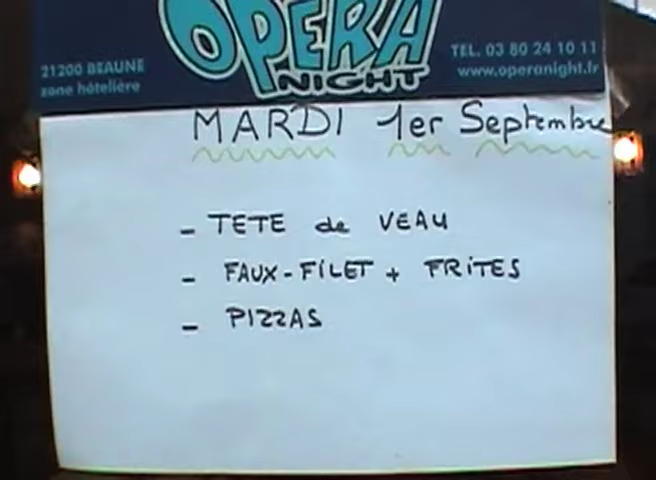 OPERA
NIGHT
21200 BEAUNE
zone hôtelière
TEL. 03 80 24 10 11
www.operanight.fr
MARDI 1er Septembre
- TETE de VEAU
- FAUX-FILET + FRITES
- PIZZAS